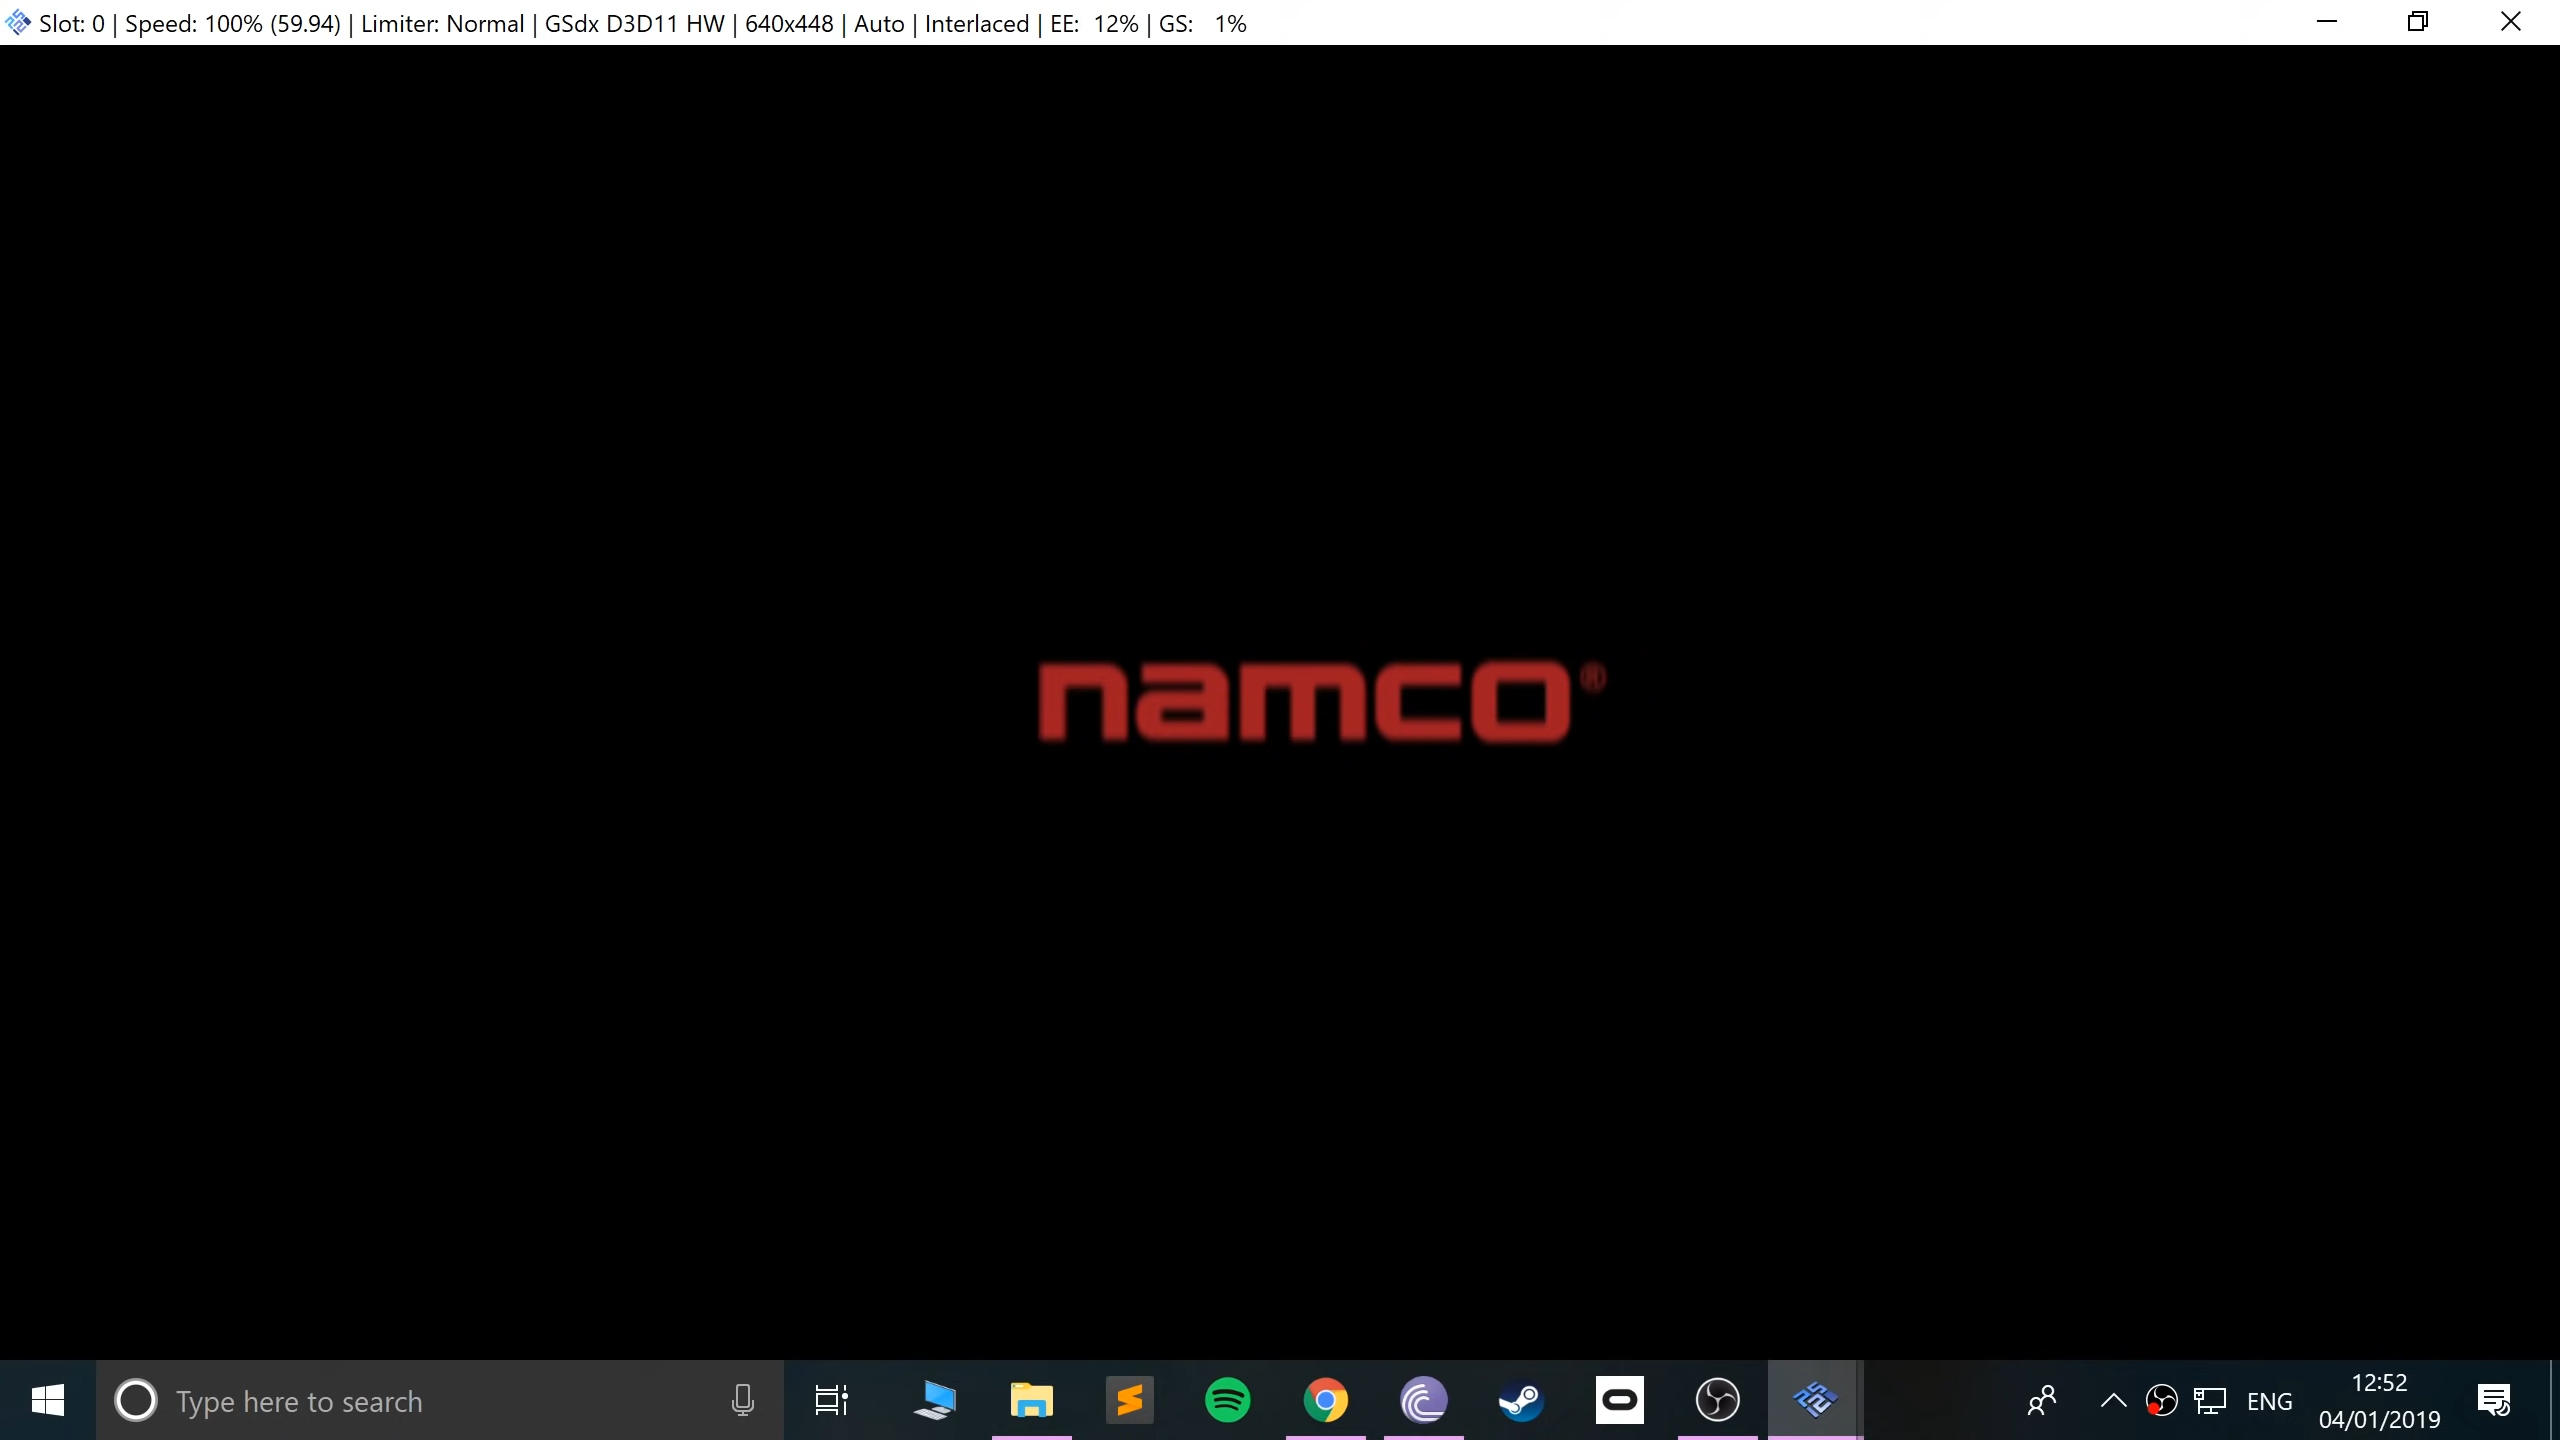 Slot: 0 | Speed: 100% (59.94) | Limiter: Normal | GSdx D3D11 HW | 640x448 | Auto | Interlaced | EE:  12% | GS:   1%
namco®
Type here to search
ENG
12:52
04/01/2019